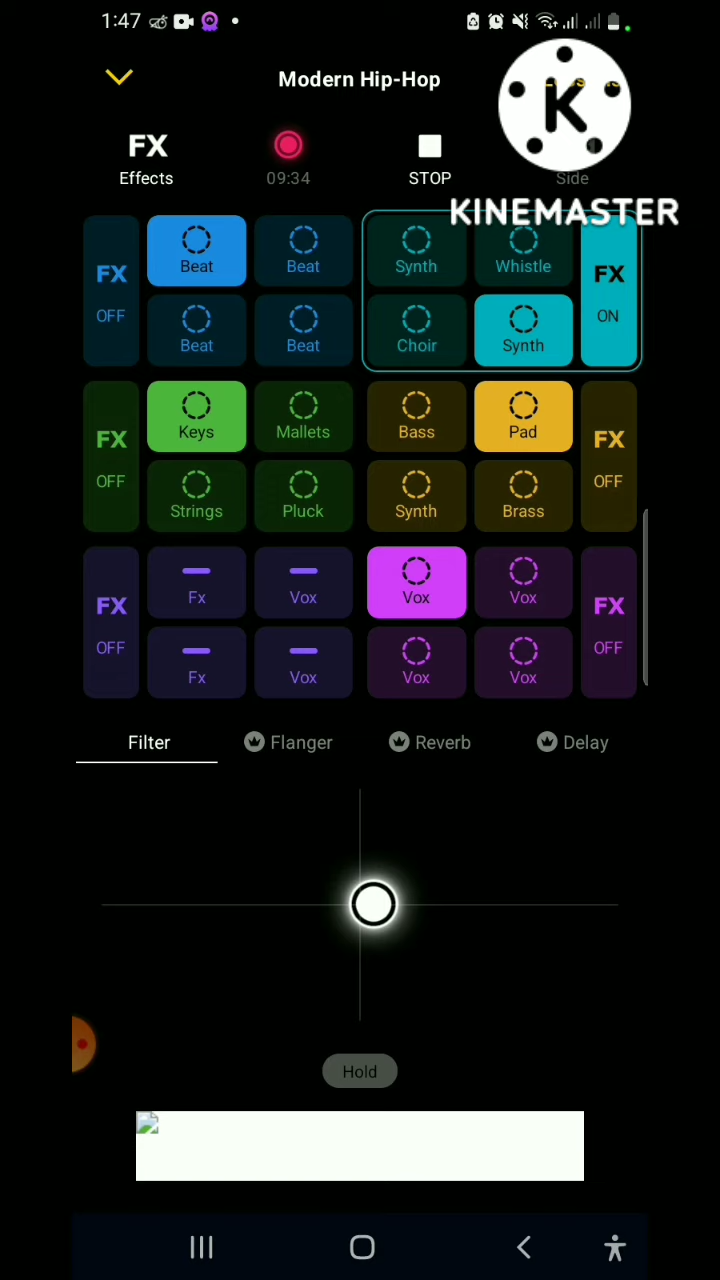 1:47
Modern Hip-Hop
K
FX
Effects
09:34
STOP
Side
KINEMASTER
FX
OFF
Beat
Beat
Synth
Whistle
FX
ON
Beat
Beat
Choir
Synth
FX
OFF
Keys
Mallets
Bass
Pad
FX
OFF
Strings
Pluck
Synth
Brass
FX
OFF
Fx
Vox
Vox
Vox
FX
OFF
Fx
Vox
Vox
Vox
Filter
Flanger
Reverb
Delay
Hold